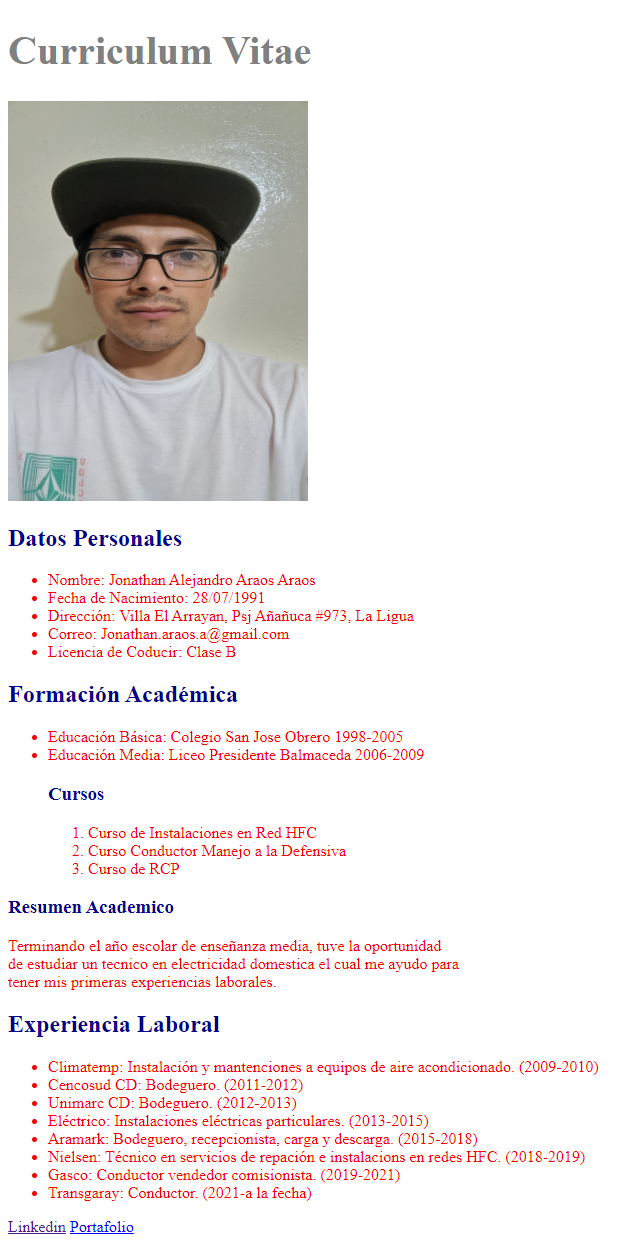 Curriculum Vitae
Datos Personales
Nombre: Jonathan Alejandro Araos Araos
Fecha de Nacimiento: 28/07/1991
Dirección: Villa El Arrayan, Psj Añañuca #973, La Ligua
Correo: Jonathan.araos.a@gmail.com
Licencia de Coducir: Clase B
Formación Académica
Educación Básica: Colegio San Jose Obrero 1998-2005
Educación Media: Liceo Presidente Balmaceda 2006-2009
Cursos
1. Curso de Instalaciones en Red HFC
2. Curso Conductor Manejo a la Defensiva
3. Curso de RCP
Resumen Academico
Terminando el año escolar de enseñanza media, tuve la oportunidad
de estudiar un tecnico en electricidad domestica el cual me ayudo para
tener mis primeras experiencias laborales.
Experiencia Laboral
Climatemp: Instalación y mantenciones a equipos de aire acondicionado. (2009-2010)
Cencosud CD: Bodeguero. (2011-2012)
Unimarc CD: Bodeguero. (2012-2013)
Eléctrico: Instalaciones eléctricas particulares. (2013-2015)
Aramark: Bodeguero, recepcionista, carga y descarga. (2015-2018)
Nielsen: Técnico en servicios de repación e instalacions en redes HFC. (2018-2019)
Gasco: Conductor vendedor comisionista. (2019-2021)
Transgaray: Conductor. (2021-a la fecha)
Linkedin Portafolio